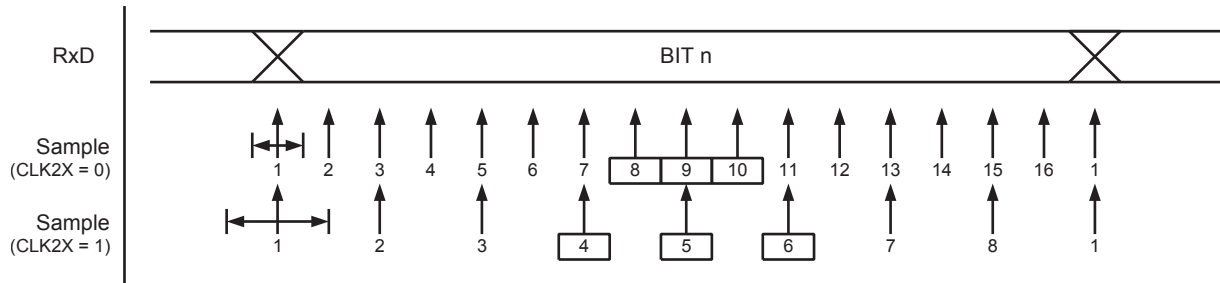 RxD BIT n
Sample
(CLK2X = 0)
1 2 3 4 5 6 7 8 9 10 11 12 13 14 15 16 1
Sample
(CLK2X = 1)
1 2 3 4 5 6 7 8 1